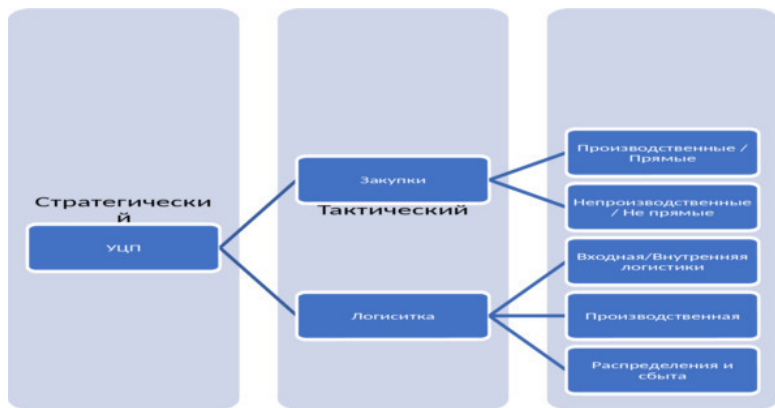 Стратегически
й
УЦП
Закупки
Тактический
Логиситка
Производственные /
Прямые
Непроизводственные
/ Не прямые
Входная/Внутренняя
логистики
Производственная
Распределения и
сбыта